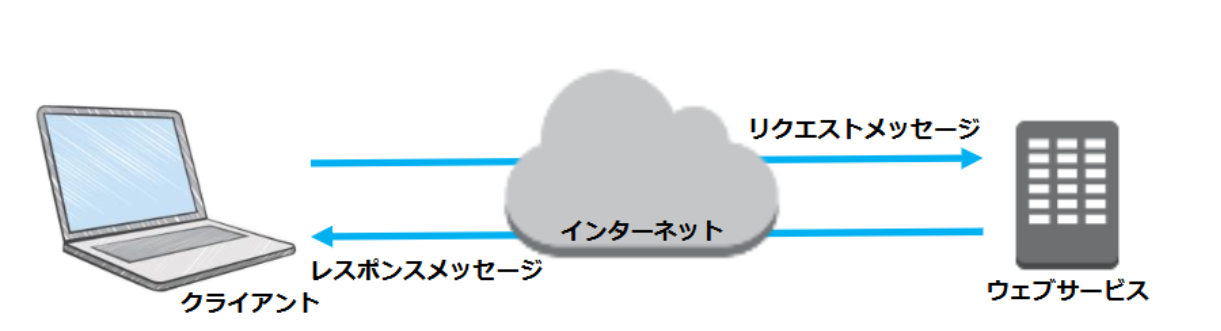 リクエストメッセージ
インターネット
レスポンスメッセージ
クライアント
ウェブサービス